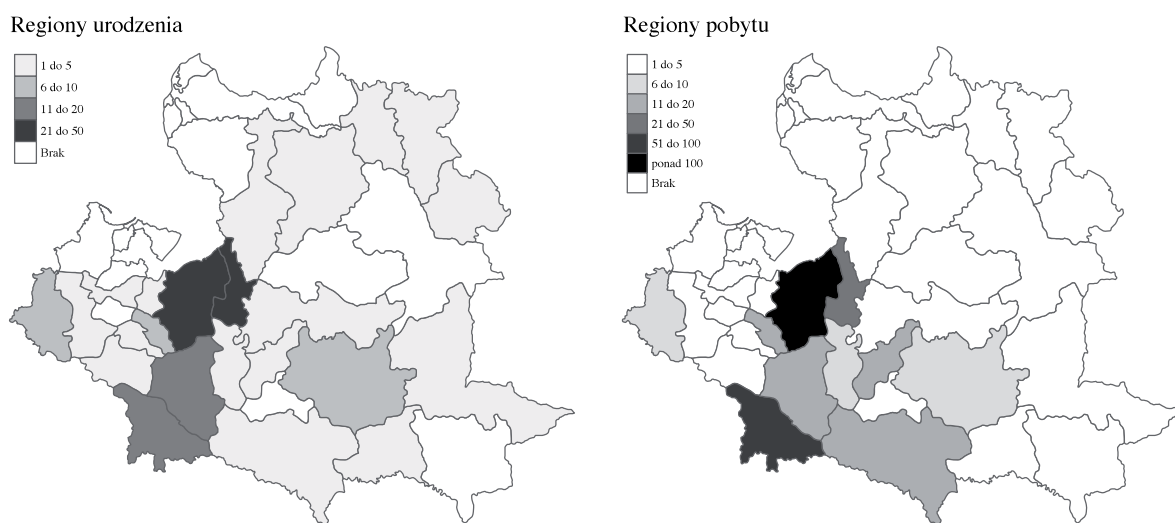 Regiony urodzenia
1 do 5
6 do 10
11 do 20
21 do 50
Brak
Regiony pobytu
1 do 5
6 do 10
11 do 20
21 do 50
51 do 100
ponad 100
Brak